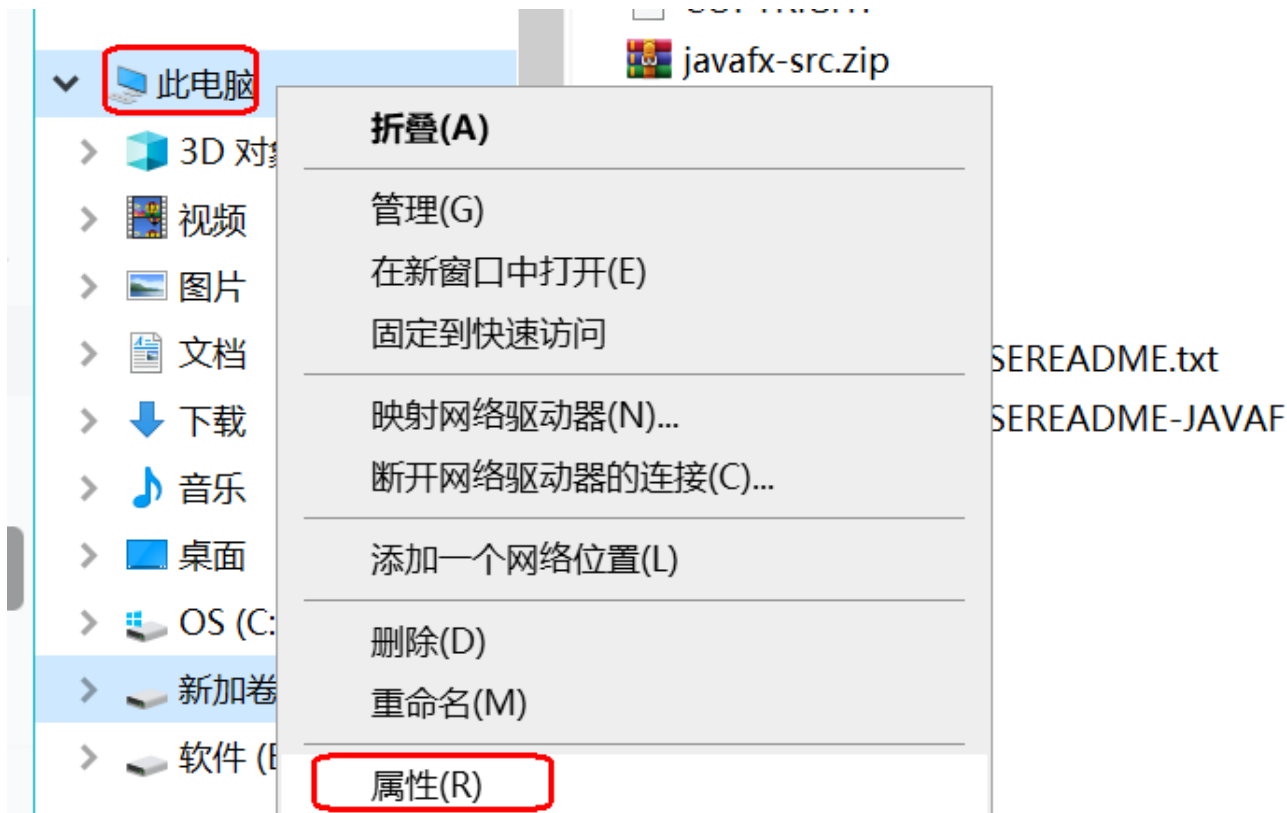 此电脑
3D 对
视频
图片
文档
下载
音乐
桌面
OS (C:
新加卷
软件 (
折叠(A)
管理(G)
在新窗口中打开(E)
固定到快速访问
映射网络驱动器(N)...
断开网络驱动器的连接(C)...
添加一个网络位置(L)
删除(D)
重命名(M)
属性(R)
javafx-src.zip
SEREADME.txt
SEREADME-JAVAF